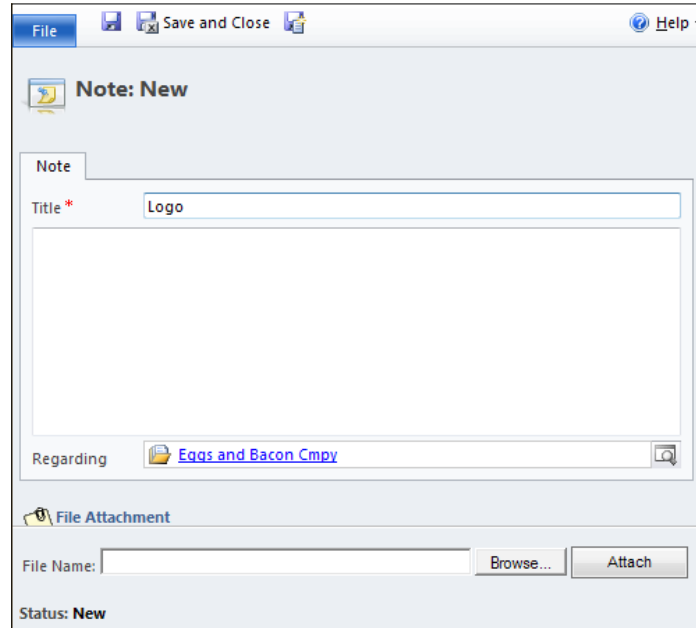 File Save and Close Help
Note: New
Note
Title * Logo
Regarding Eggs and Bacon Cmpy
File Attachment
File Name: Browse... Attach
Status: New